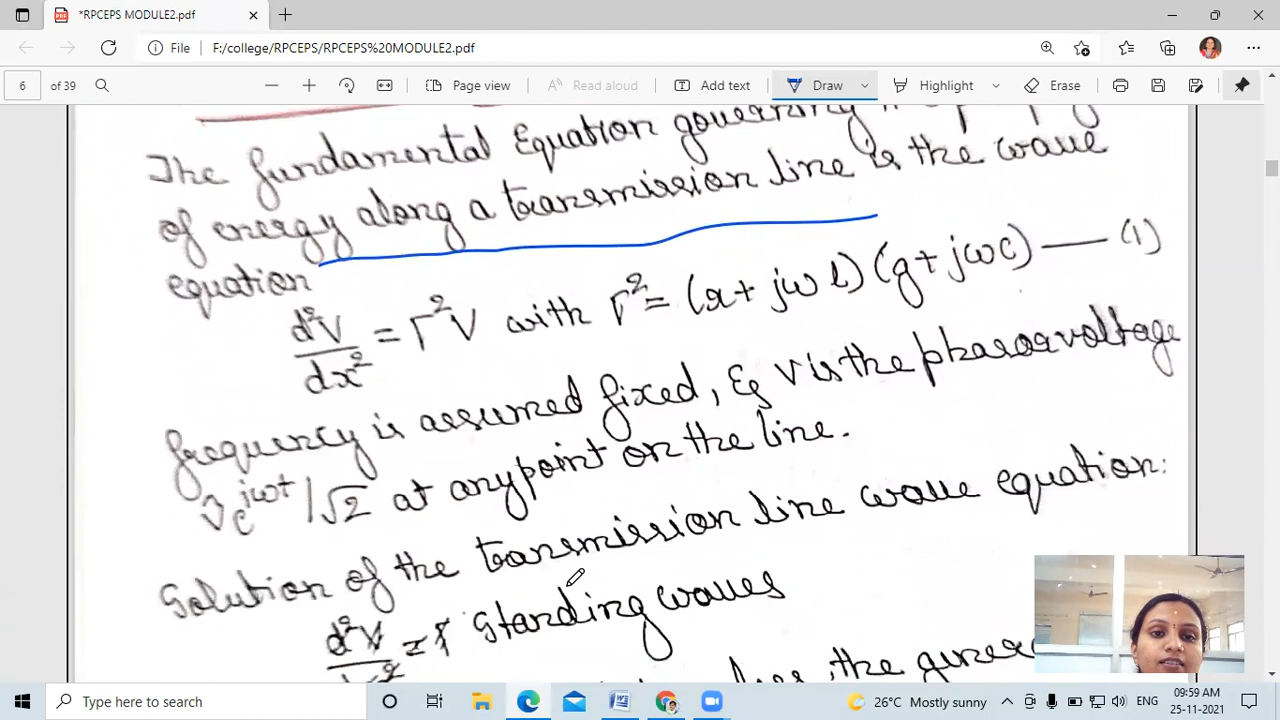 *RPCEPS MODULE2.pdf
File F:/college/RPCEPS/RPCEPS%20MODULE2.pdf
6 of 39 Page view Read aloud Add text Draw Highlight Erase
The fundamental Equation governing
of energy along a transmission line is the wave
equation
d²V/dx² = Γ²V with Γ² = (r + jωl) (g + jωc) — (1)
frequency is assumed fixed, Eg V is the phasor voltage
v̂e^jωt/√2 at any point on the line.
Solution of the transmission line wave equation:
d²V = Standing waves
the
Type here to search 26°C Mostly sunny ENG 09:59 AM
25-11-2021